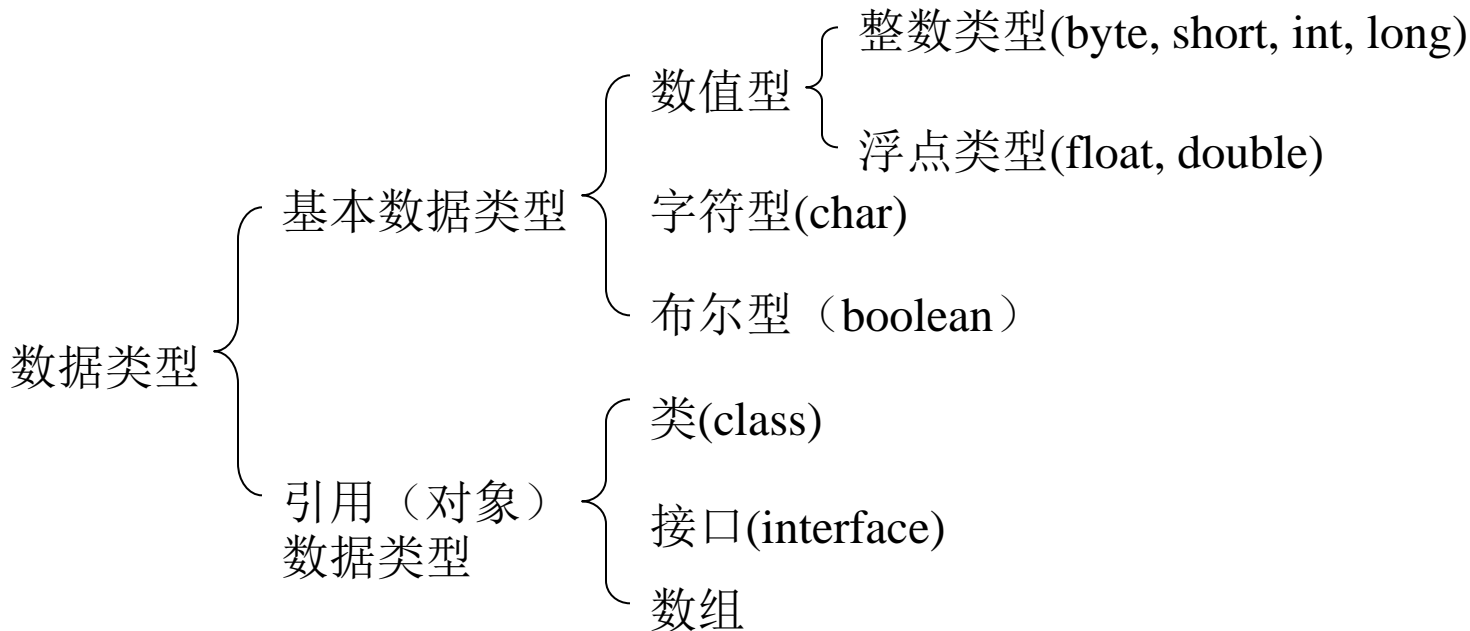 整数类型(byte, short, int, long)
数值型
浮点类型(float, double)
基本数据类型
字符型(char)
布尔型（boolean）
数据类型
类(class)
引用（对象）
数据类型
接口(interface)
数组